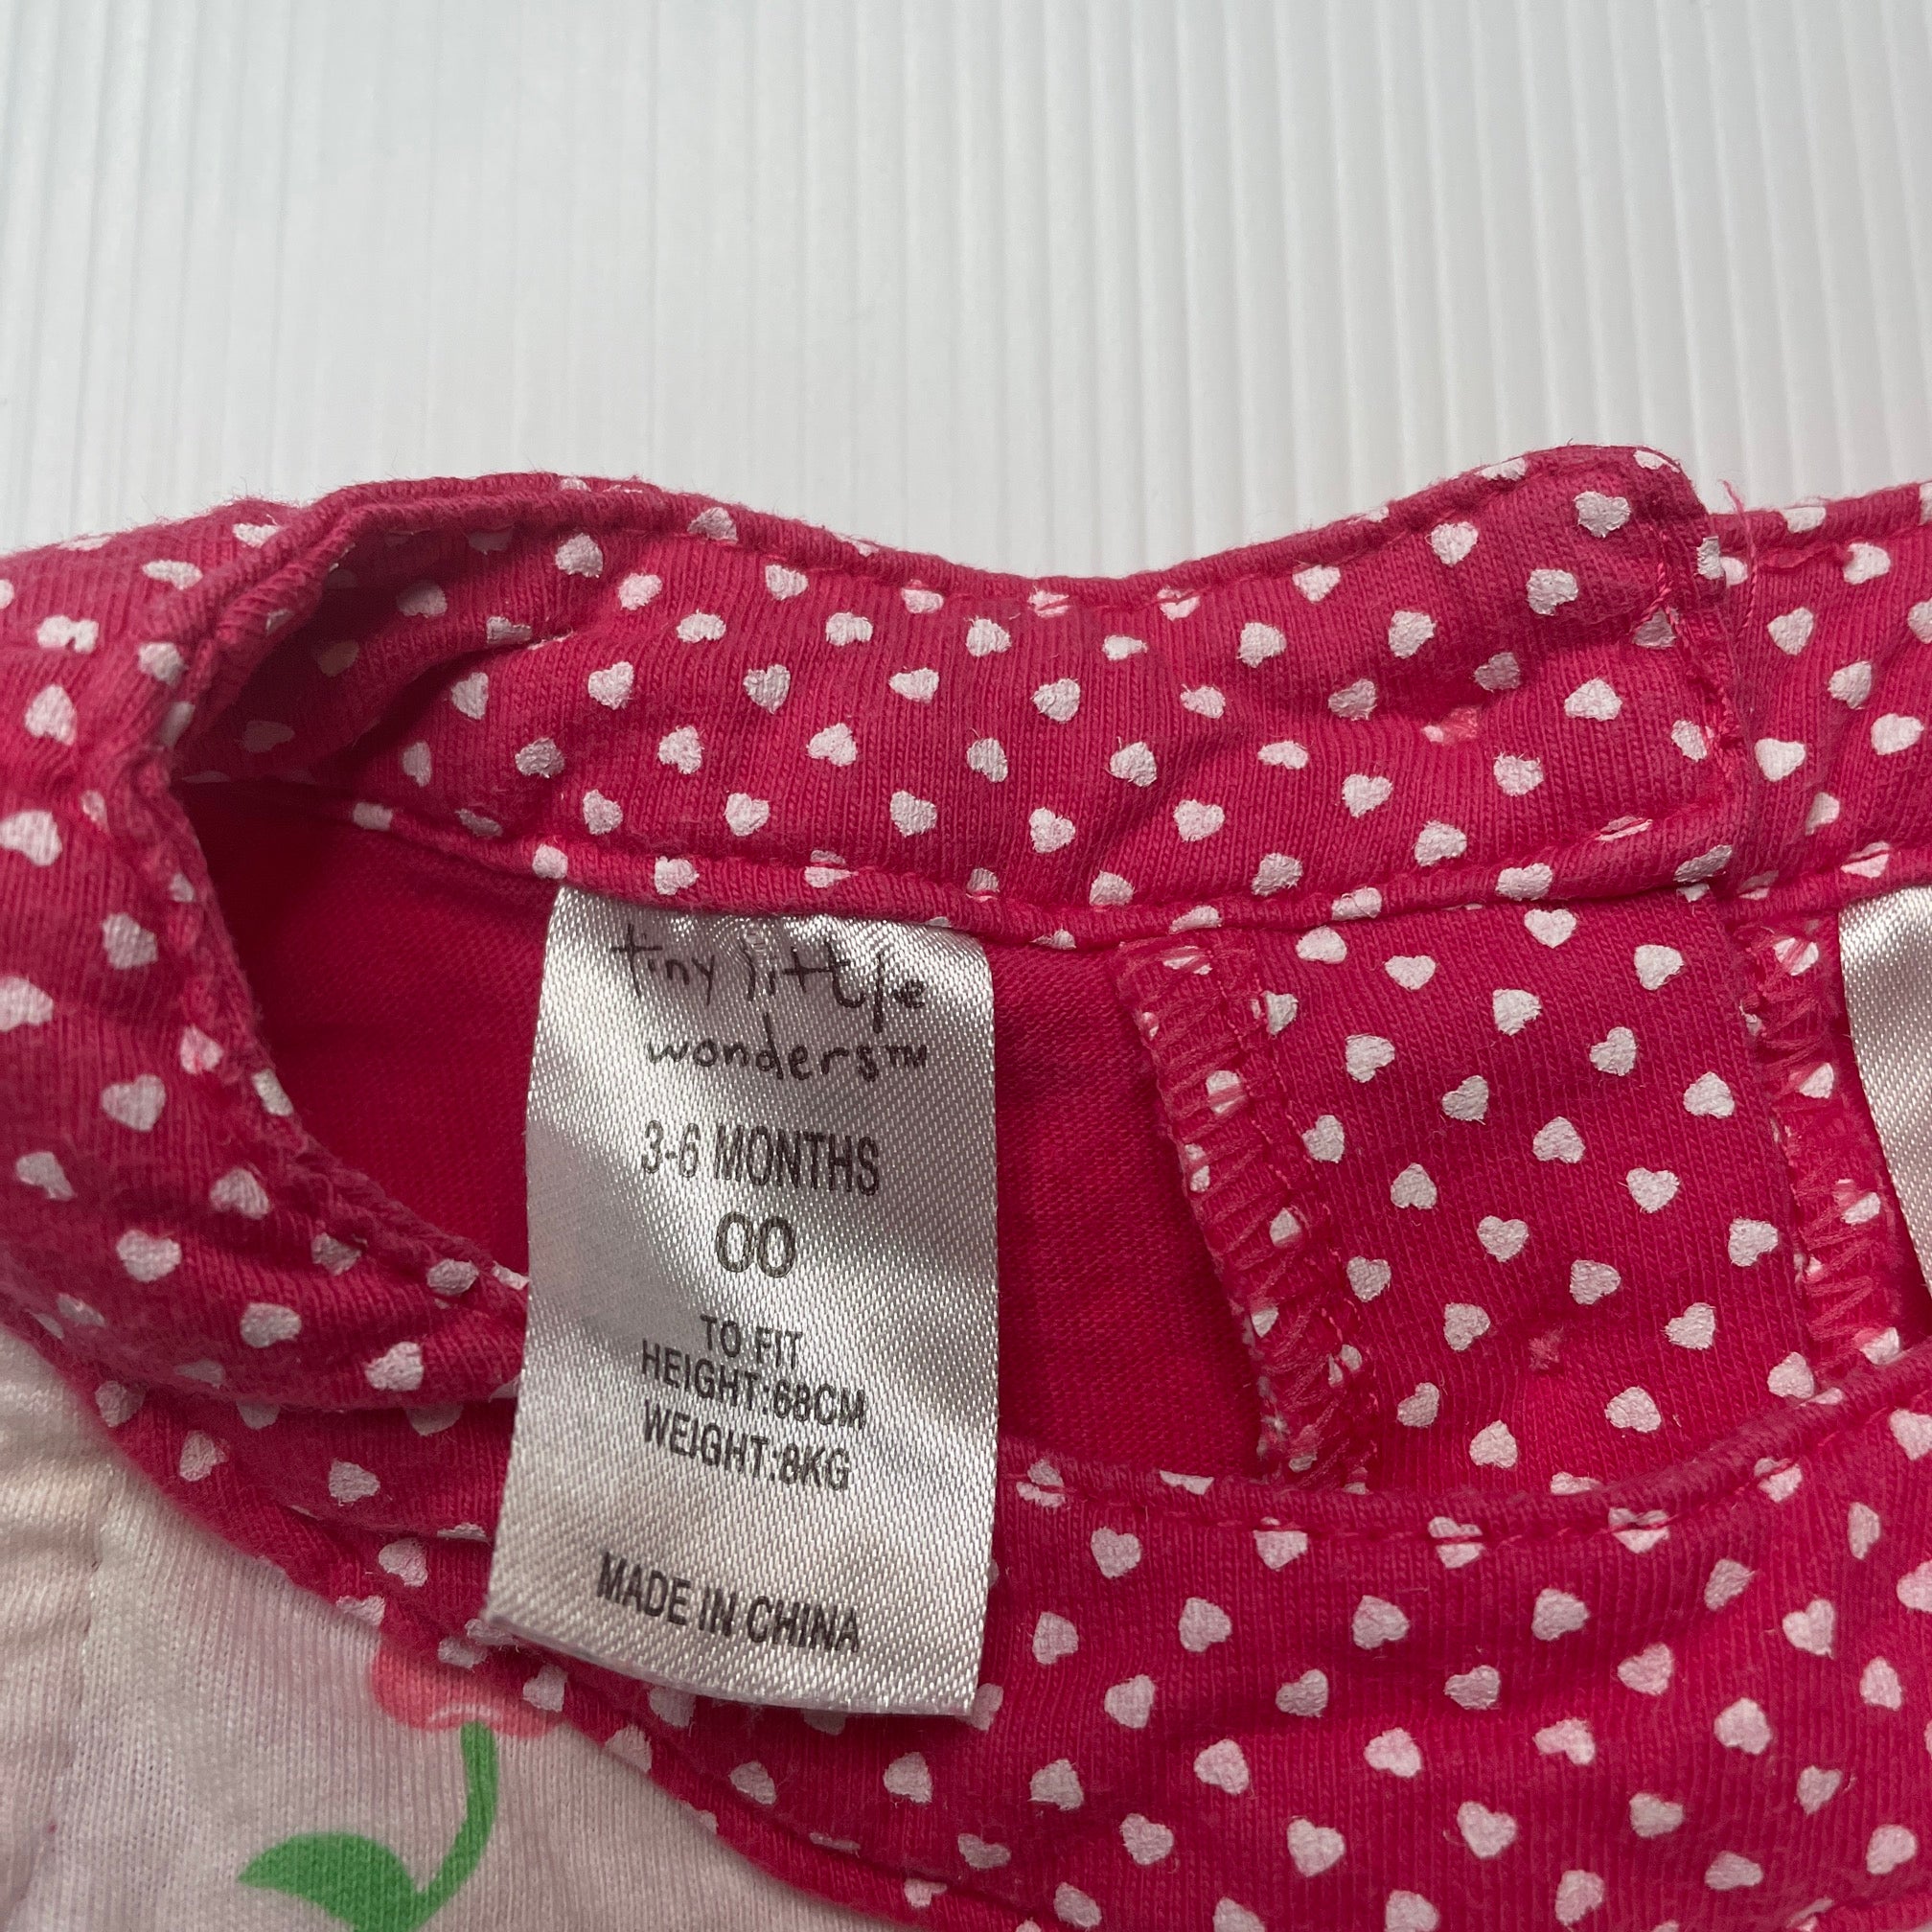 tiny little
wonders™
3-6 MONTHS
00
TO FIT
HEIGHT:68CM
WEIGHT:8KG
MADE IN CHINA